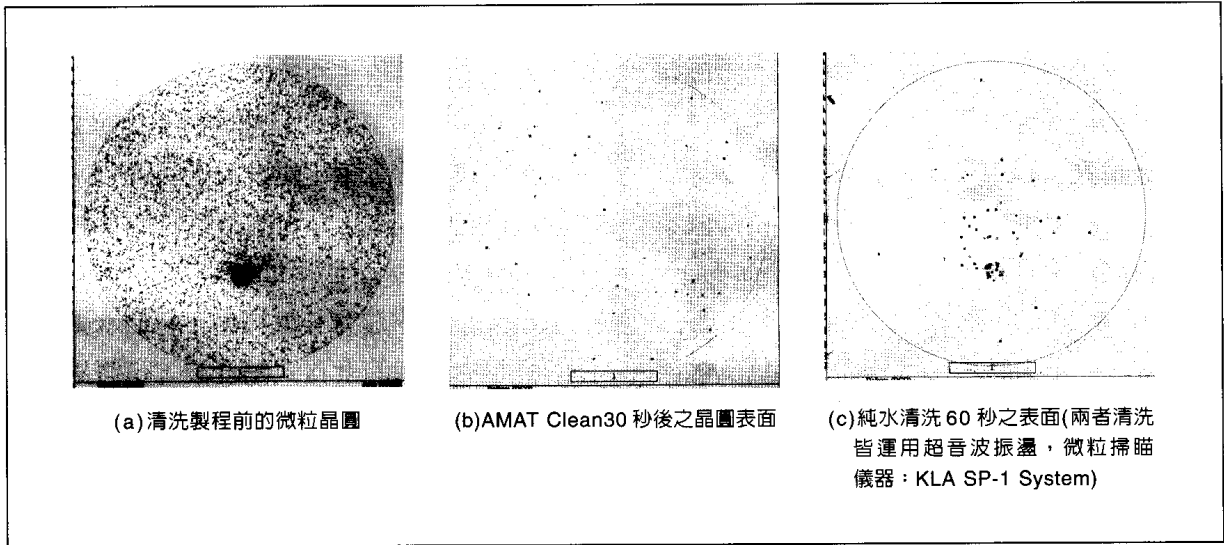 (a)清洗製程前的微粒晶圓
(b)AMAT Clean30 秒後之晶圓表面
(c)純水清洗 60 秒之表面(兩者清洗
皆運用超音波振盪，微粒掃瞄
儀器：KLA SP-1 System)